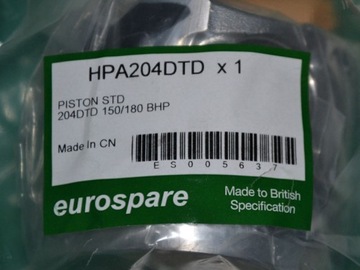 HPA204DTD x 1
PISTON STD
204DTD 150/180 BHP
Made In CN
ES005637
eurospare
Made to British
Specification